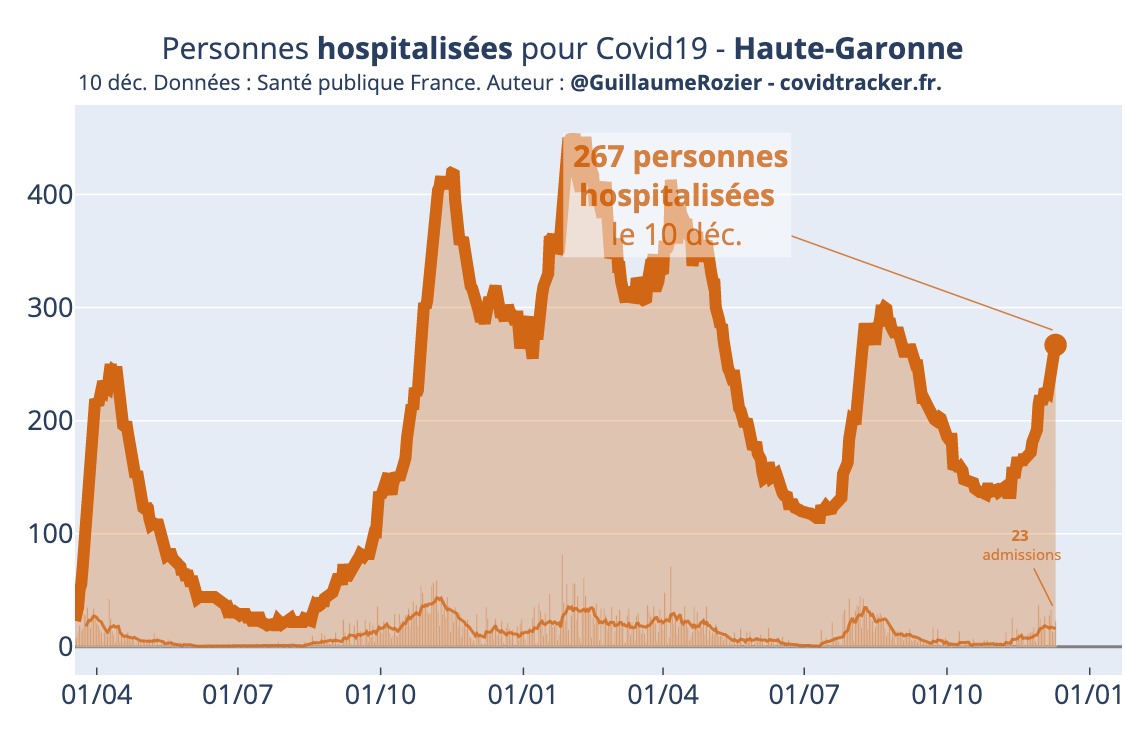 Personnes hospitalisées pour Covid19 - Haute-Garonne
10 déc. Données : Santé publique France. Auteur : @GuillaumeRozier - covidtracker.fr.
267 personnes
hospitalisées
le 10 déc.
400
300
200
100
0
23
admissions
01/04
01/07
01/10
01/01
01/04
01/07
01/10
01/01